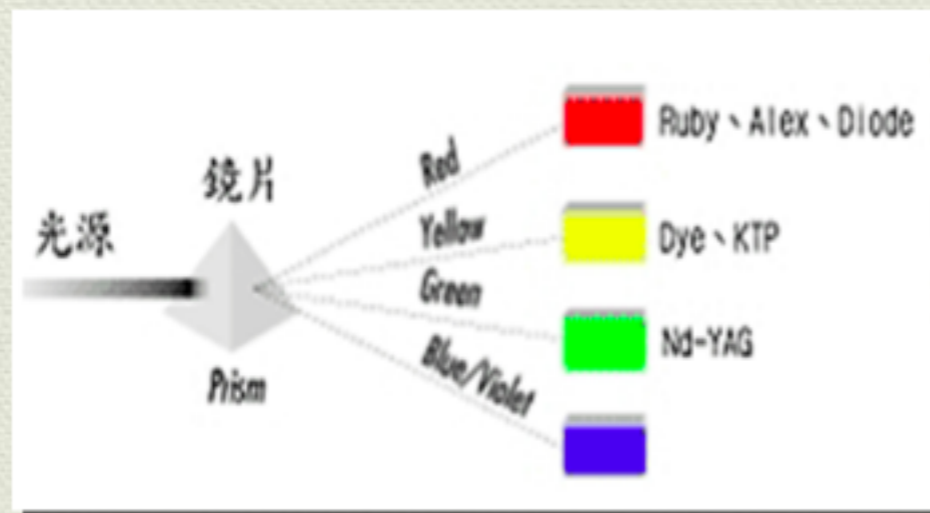 光源
鏡片
Prism
Red
Yellow
Green
Blue/Violet
Ruby、Alex、Diode
Dye、KTP
Nd-YAG